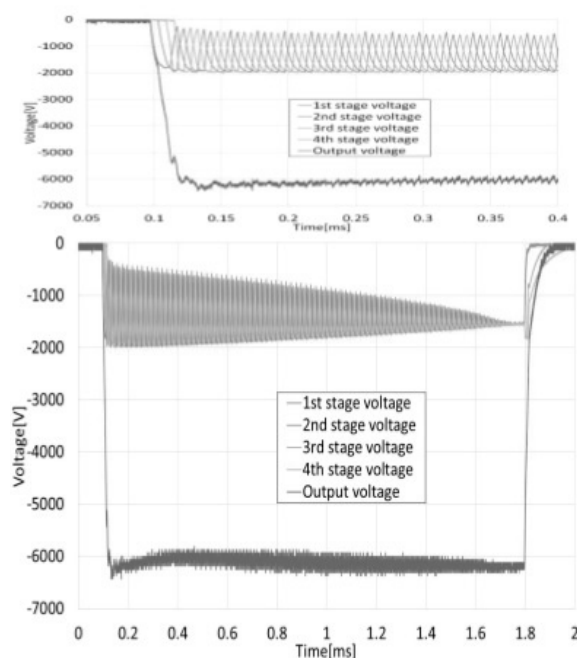 0
-1000
-2000
-3000
-4000
-5000
-6000
-7000
Voltage[V]
1st stage voltage
2nd stage voltage
3rd stage voltage
4th stage voltage
Output voltage
0.05 0.1 0.15 0.2 0.25 0.3 0.35 0.4
Time[ms]
0
-1000
-2000
-3000
-4000
-5000
-6000
-7000
Voltage[V]
1st stage voltage
2nd stage voltage
3rd stage voltage
4th stage voltage
Output voltage
0 0.2 0.4 0.6 0.8 1 1.2 1.4 1.6 1.8 2
Time[ms]